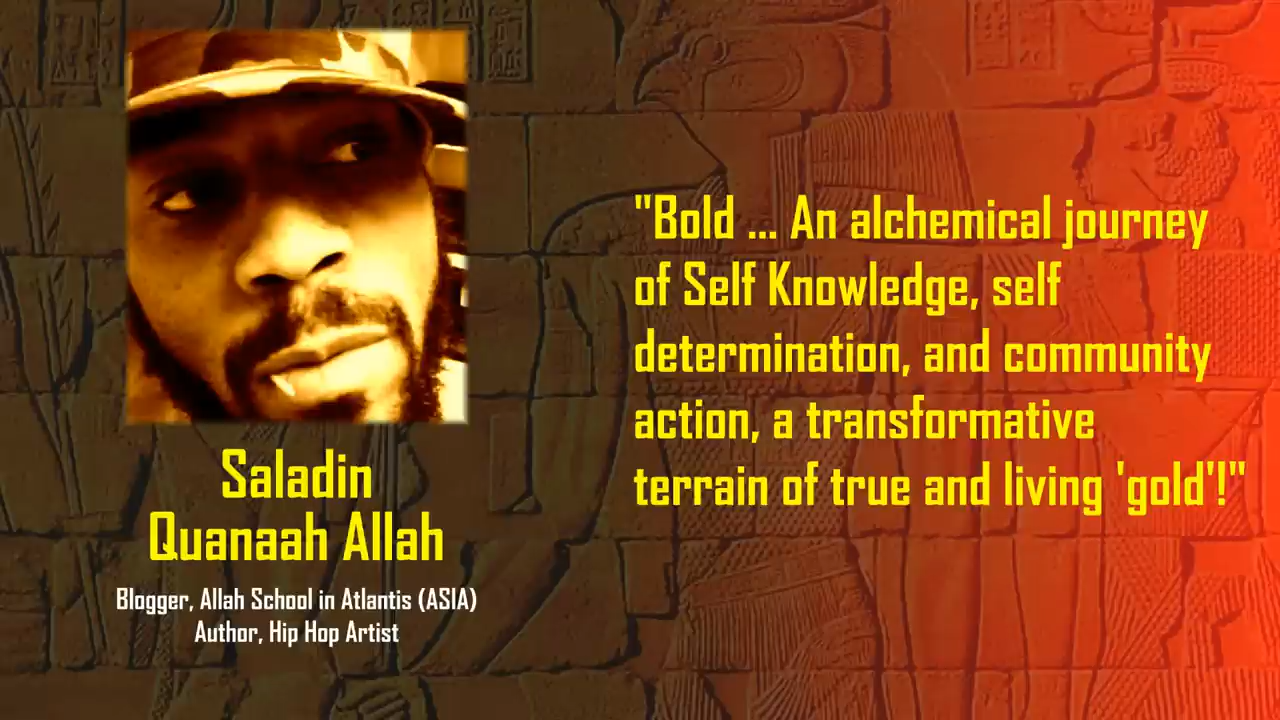 Saladin
Quanaah Allah
Blogger, Allah School in Atlantis (ASIA)
Author, Hip Hop Artist
"Bold ... An alchemical journey
of Self Knowledge, self
determination, and community
action, a transformative
terrain of true and living 'gold'!"